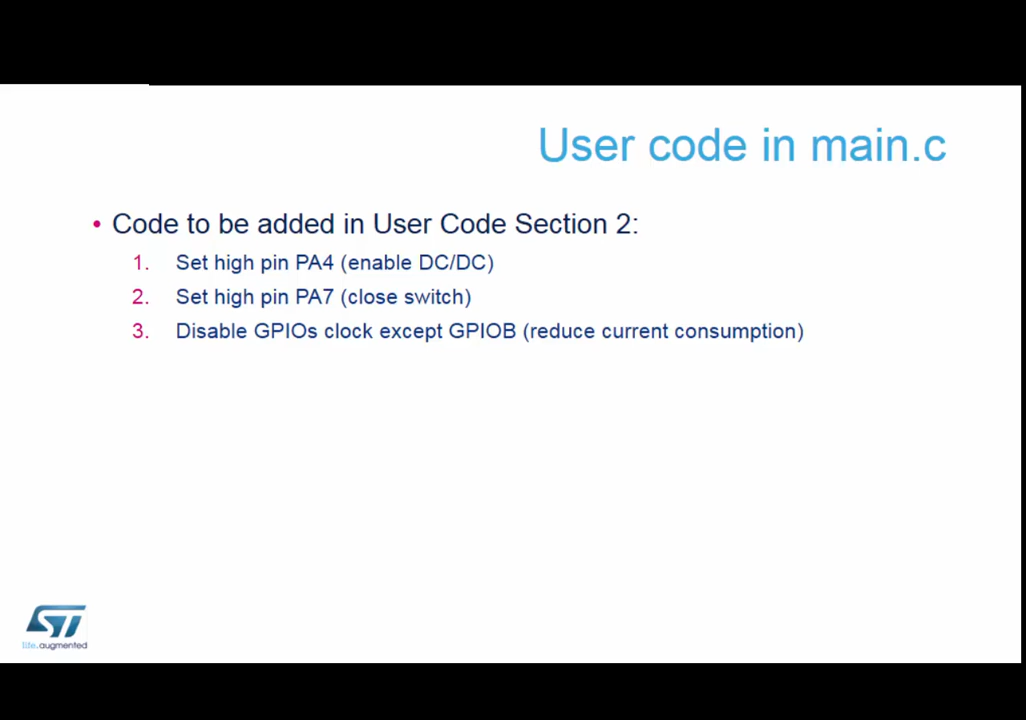 User code in main.c
• Code to be added in User Code Section 2:
1. Set high pin PA4 (enable DC/DC)
2. Set high pin PA7 (close switch)
3. Disable GPIOs clock except GPIOB (reduce current consumption)
ST
life.augmented